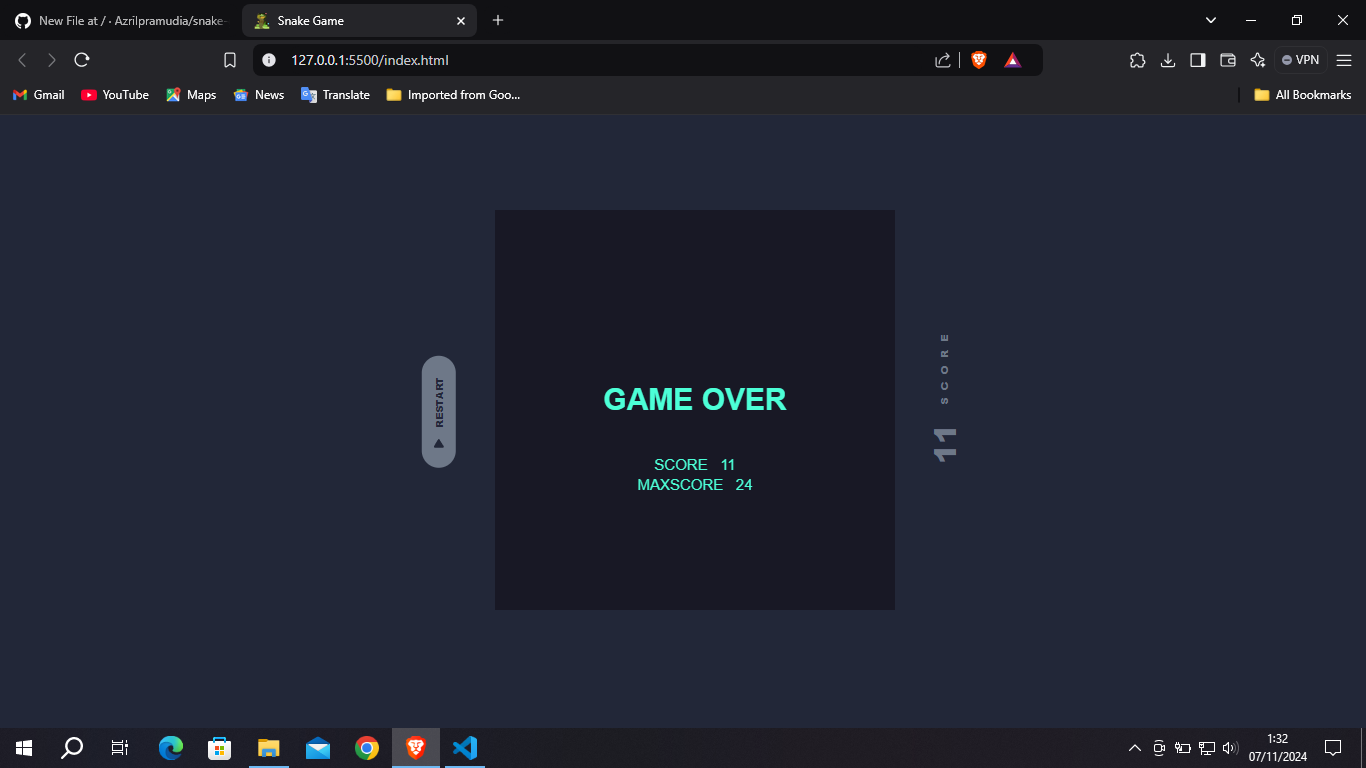 New File at / · Azrilpramudia/snake-
Snake Game
127.0.0.1:5500/index.html
VPN
Gmail
YouTube
Maps
News
Translate
Imported from Goo...
All Bookmarks
RESTART
GAME OVER
SCORE 11
MAXSCORE 24
11 SCORE
1:32
07/11/2024